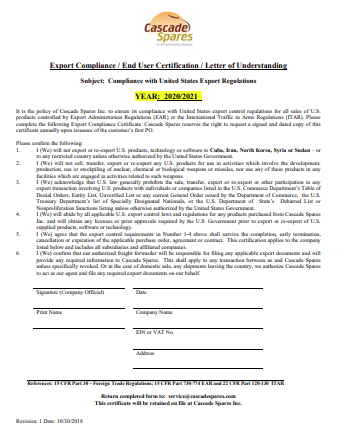 Cascade
Spares
Export Compliance / End User Certification / Letter of Understanding
Subject: Compliance with United States Export Regulations
YEAR: 2020/2021
It is the policy of Cascade Spares Inc. to ensure its compliance with United States export control regulations for all sales of U.S.
products controlled by Export Administration Regulations (EAR) or the International Traffic in Arms Regulations (ITAR). Please
complete the following Export Compliance Certificate. Cascade Spares reserves the right to request a signed and dated copy of this
certificate annually upon issuance of the customer's first PO.
Please confirm the following:
1. I (We) will not export or re-export U.S. products, technology or software to Cuba, Iran, North Korea, Syria or Sudan – or
to any restricted country unless otherwise authorized by the United States Government.
2. I (We) will not sell, transfer, export or re-export any U.S. products for use in activities which involve the development,
production, use or stockpiling of nuclear, chemical or biological weapons or missiles, nor use any of these products in any
facilities which are engaged in activities related to such weapons.
3. I (We) acknowledge that U.S. law generally prohibits the sale, transfer, export or re-export or other participation in any
export transaction involving U.S. products with individuals or companies listed in the U.S. Commerce Department's Table of
Denial Orders, Entity List, Unverified List or any General Order in Export Control on the Commerce Department, the U.S.
Treasury Department's list of Specially Designated Nationals, or the U.S. Department of State's Debarred List or
Nonproliferation Sanctions listing unless otherwise authorized by the United States Government.
4. I (We) will abide by all applicable U.S. export control laws and regulations for any products purchased from Cascade Spares
Inc. and will obtain any licenses or prior approvals required by the U.S. Government prior to export or re-export of U.S.
supplied products, software or technology.
5. I (We) agree that the export control requirements in Number 1-4 above shall survive the completion, early termination,
cancellation or expiration of the applicable purchase order, agreement or contract. This certification applies to the company
listed below and includes all subsidiaries and affiliated companies.
6. I (We) confirm that our authorized freight forwarder will be responsible for filing any applicable export documents and will
provide any required information to Cascade Spares. This shall apply to any transaction between us and Cascade Spares
unless specifically revoked. Or in the case of domestic sale, any shipments leaving the country, we authorize Cascade Spares
to act as our agent and file any required export documents on our behalf.
Signature (Company Official) Date
Print Name Company Name
EIN or VAT No.
Address
References: 15 CFR Part 30 – Foreign Trade Regulations; 15 CFR Part 730-774 EAR and 22 CFR 120-130 ITAR
Return completed form to: service@cascadespares.com
This certificate will be retained on file at Cascade Spares Inc.
Revision: 1 Date: 10/30/2018